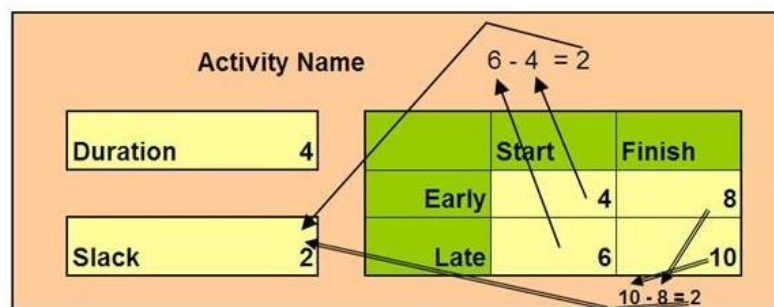 Activity Name
6 - 4 = 2
Duration 4
Start Finish
Early 4 8
Slack 2
Late 6 10
10 - 8 = 2